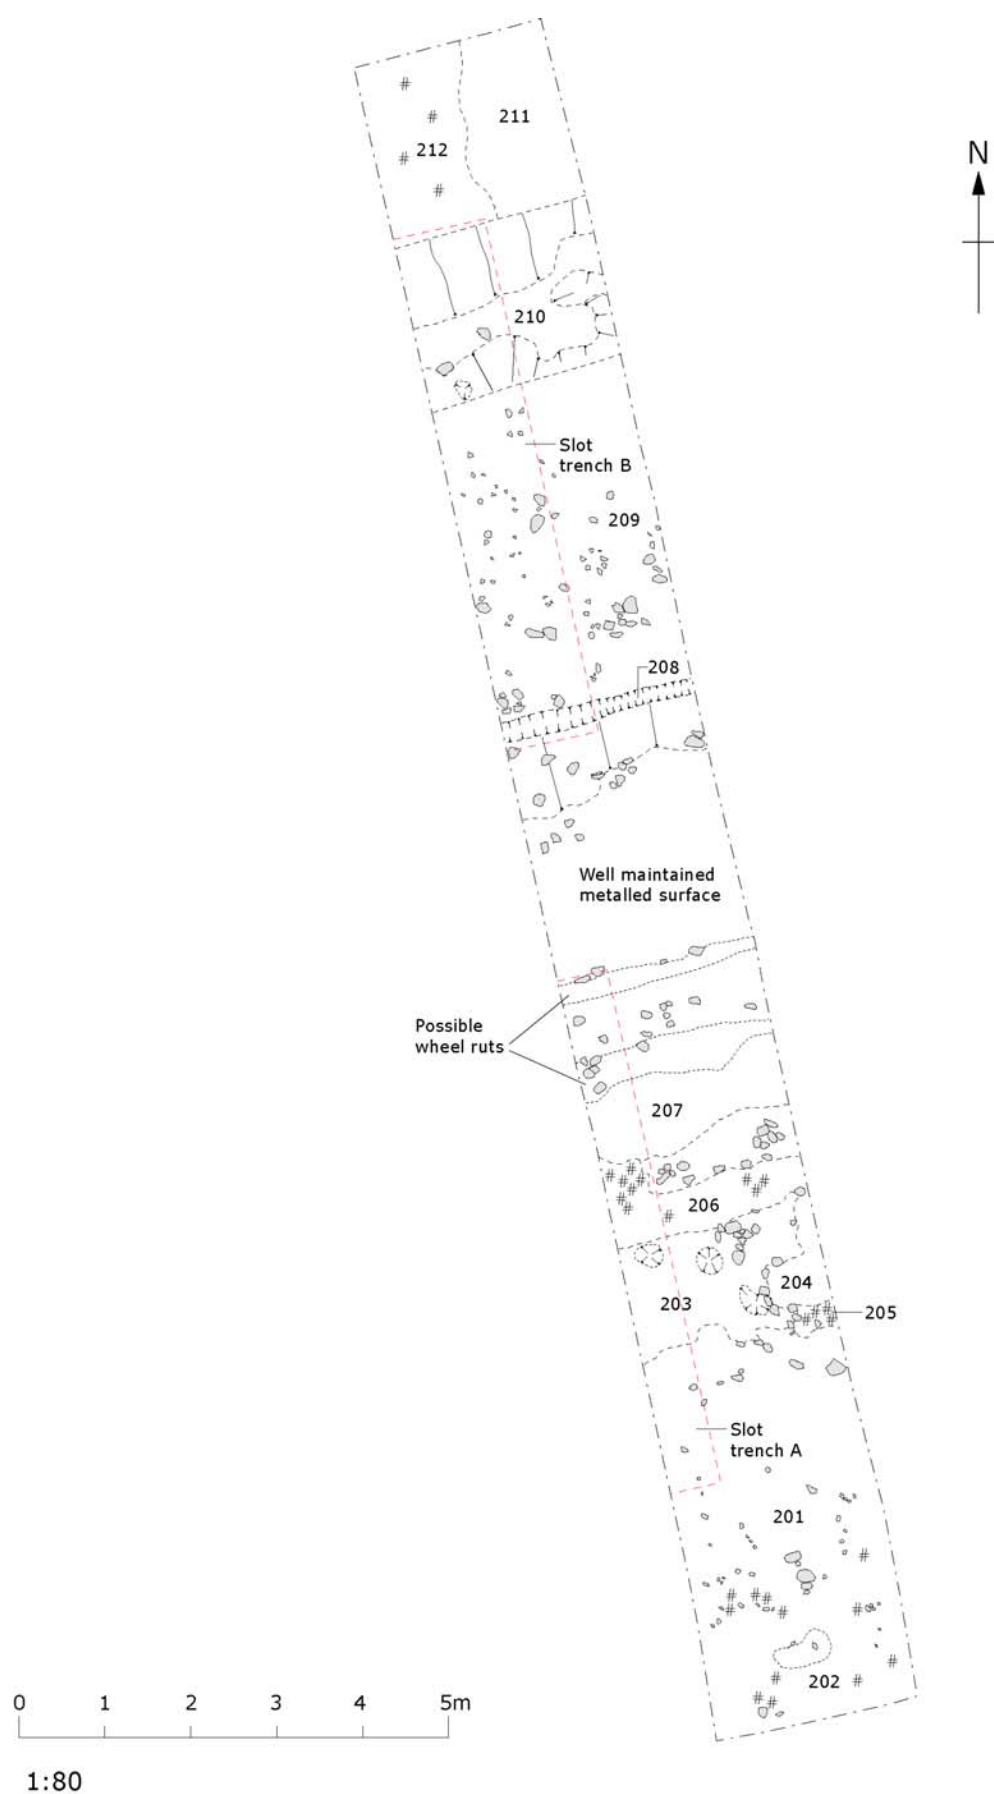 211
N
212
210
Slot
trench B
209
208
Well maintained
metalled surface
Possible
wheel ruts
207
206
204
203
205
Slot
trench A
201
202
0 1 2 3 4 5m
1:80